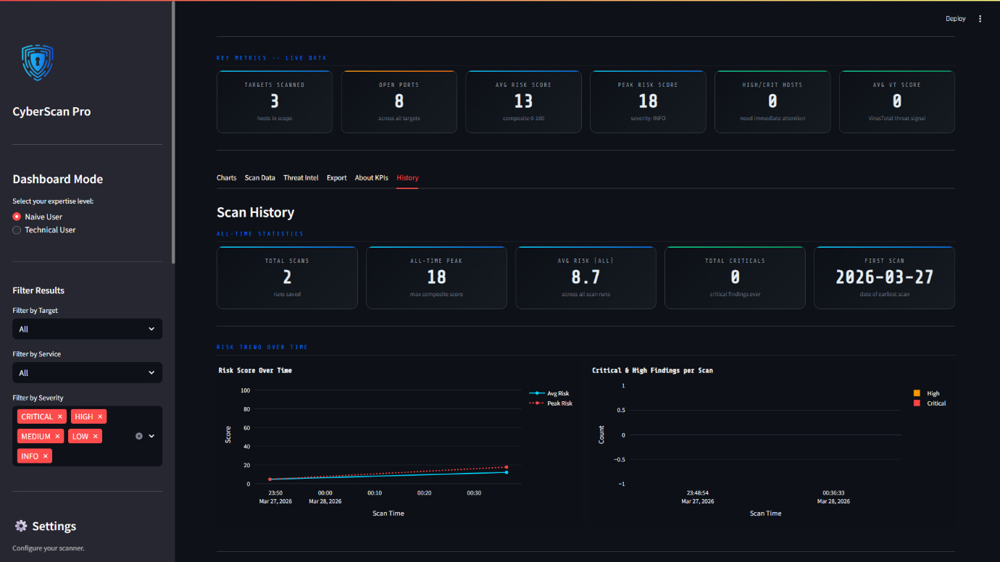 Deploy
CyberScan Pro
Dashboard Mode
Select your expertise level:
Naive User
Technical User
Filter Results
Filter by Target
All
Filter by Service
All
Filter by Severity
CRITICAL × HIGH ×
MEDIUM × LOW ×
INFO ×
Settings
Configure your scanner.
KEY METRICS -- LIVE DATA
TARGETS SCANNED
3
hosts in scope
OPEN PORTS
8
across all targets
AVG RISK SCORE
13
composite 0-100
PEAK RISK SCORE
18
severity: INFO
HIGH/CRIT HOSTS
0
need immediate attention
AVG VT SCORE
0
VirusTotal threat signal
Charts Scan Data Threat Intel Export About KPIs History
Scan History
ALL-TIME STATISTICS
TOTAL SCANS
2
runs saved
ALL-TIME PEAK
18
max composite score
AVG RISK (ALL)
8.7
across all scan runs
TOTAL CRITICALS
0
critical findings ever
FIRST SCAN
2026-03-27
date of earliest scan
RISK TREND OVER TIME
Risk Score Over Time
100
80
60
40
20
0
Score
23:50 00:00 00:10 00:20 00:30
Mar 27, 2026 Mar 28, 2026
Scan Time
Avg Risk
Peak Risk
Critical & High Findings per Scan
1
0.5
0
−0.5
−1
Count
23:48:54 00:36:33
Mar 27, 2026 Mar 28, 2026
Scan Time
High
Critical